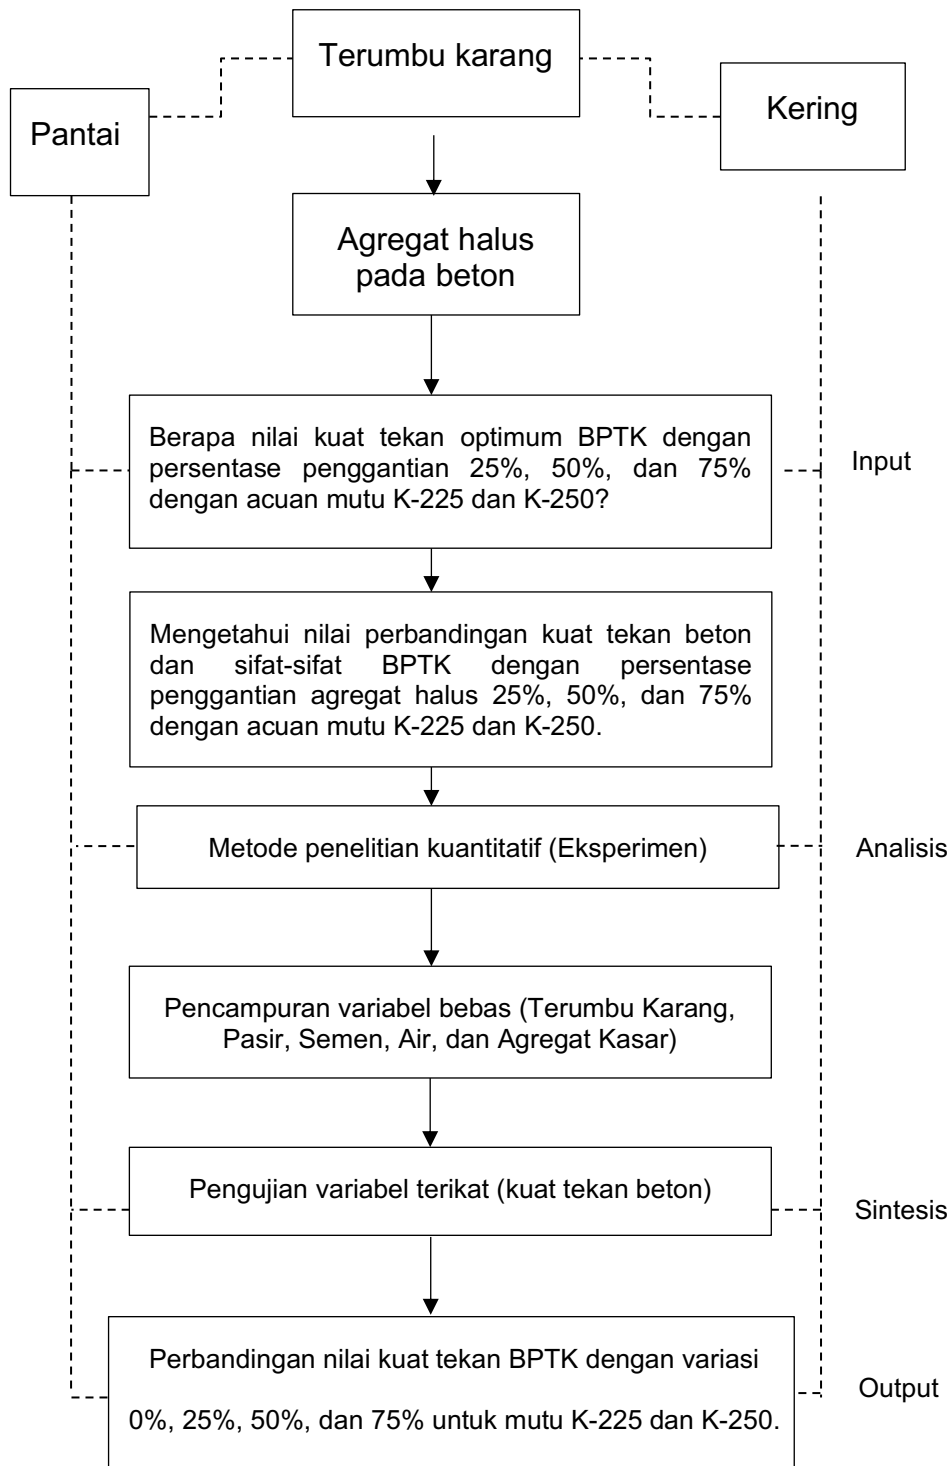 Terumbu karang
Pantai
Kering
Agregat halus
pada beton
Berapa nilai kuat tekan optimum BPTK dengan
persentase penggantian 25%, 50%, dan 75%
dengan acuan mutu K-225 dan K-250?
Input
Mengetahui nilai perbandingan kuat tekan beton
dan sifat-sifat BPTK dengan persentase
penggantian agregat halus 25%, 50%, dan 75%
dengan acuan mutu K-225 dan K-250.
Metode penelitian kuantitatif (Eksperimen)
Analisis
Pencampuran variabel bebas (Terumbu Karang,
Pasir, Semen, Air, dan Agregat Kasar)
Pengujian variabel terikat (kuat tekan beton)
Sintesis
Perbandingan nilai kuat tekan BPTK dengan variasi
0%, 25%, 50%, dan 75% untuk mutu K-225 dan K-250.
Output